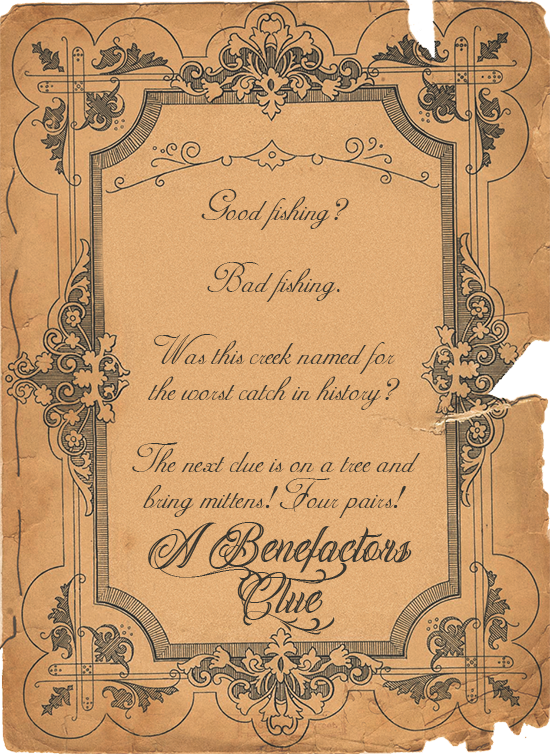 Good fishing?
Bad fishing.
Was this creek named for
the worst catch in history?
The next clue is on a tree and
bring mittens! Four pairs!
A Benefactors
Clue